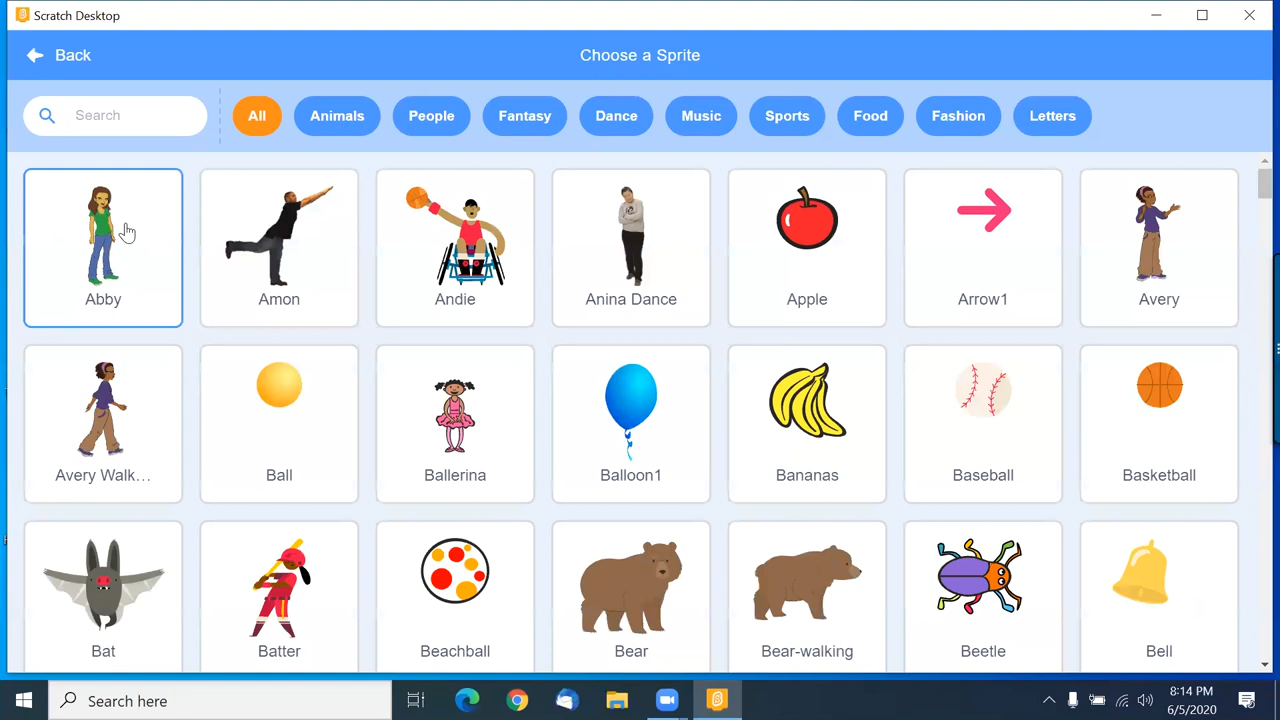 Scratch Desktop
Back
Choose a Sprite
Search
All
Animals
People
Fantasy
Dance
Music
Sports
Food
Fashion
Letters
Abby
Amon
Andie
Anina Dance
Apple
Arrow1
Avery
Avery Walk...
Ball
Ballerina
Balloon1
Bananas
Baseball
Basketball
Bat
Batter
Beachball
Bear
Bear-walking
Beetle
Bell
Search here
8:14 PM
6/5/2020